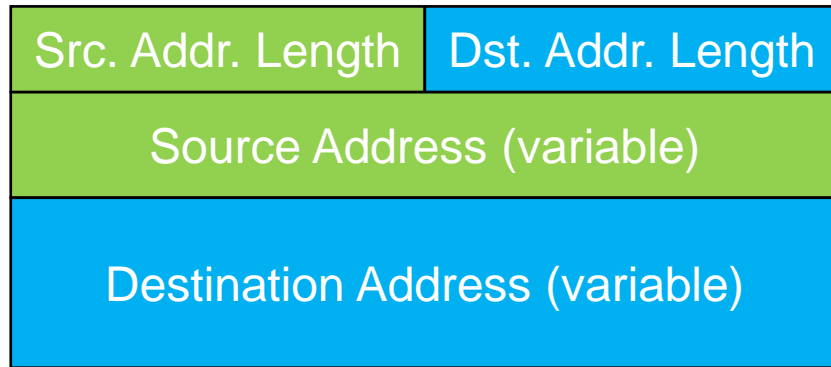 Src. Addr. Length
Dst. Addr. Length
Source Address (variable)
Destination Address (variable)